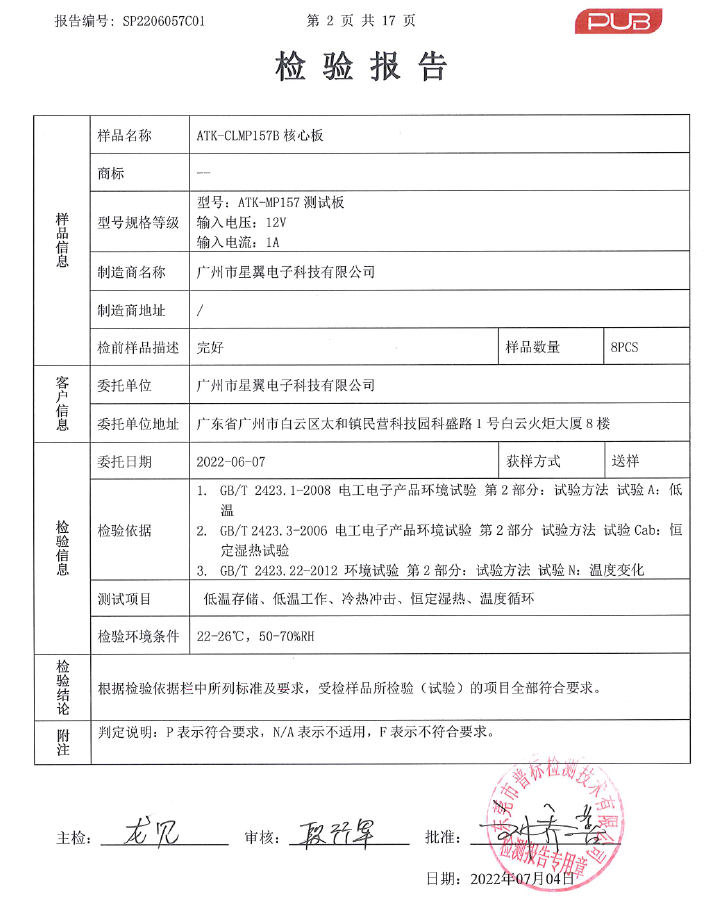 报告编号: SP2206057C01
第 2 页 共 17 页
PUB
检 验 报 告
样品信息
样品名称 ATK-CLMP157B 核心板
商标 ——
型号规格等级
型号: ATK-MP157 测试板
输入电压: 12V
输入电流: 1A
制造商名称 广州市星翼电子科技有限公司
制造商地址 /
检前样品描述 完好 样品数量 8PCS
客户信息
委托单位 广州市星翼电子科技有限公司
委托单位地址 广东省广州市白云区太和镇民营科技园科盛路 1 号白云火炬大厦 8 楼
检验信息
委托日期 2022-06-07 获样方式 送样
检验依据
1. GB/T 2423.1-2008 电工电子产品环境试验 第 2 部分: 试验方法 试验 A: 低
温
2. GB/T 2423.3-2006 电工电子产品环境试验 第 2 部分 试验方法 试验 Cab: 恒
定湿热试验
3. GB/T 2423.22-2012 环境试验 第 2 部分: 试验方法 试验 N: 温度变化
测试项目 低温存储、低温工作、冷热冲击、恒定湿热、温度循环
检验环境条件 22-26℃, 50-70%RH
检验结论
根据检验依据栏中所列标准及要求, 受检样品所检验（试验）的项目全部符合要求。
附注
判定说明: P 表示符合要求, N/A 表示不适用, F 表示不符合要求。
东莞市普标检测技术有限公司
检测报告专用章
主检: 龙见 审核: 段行军 批准:
日期: 2022年07月04日